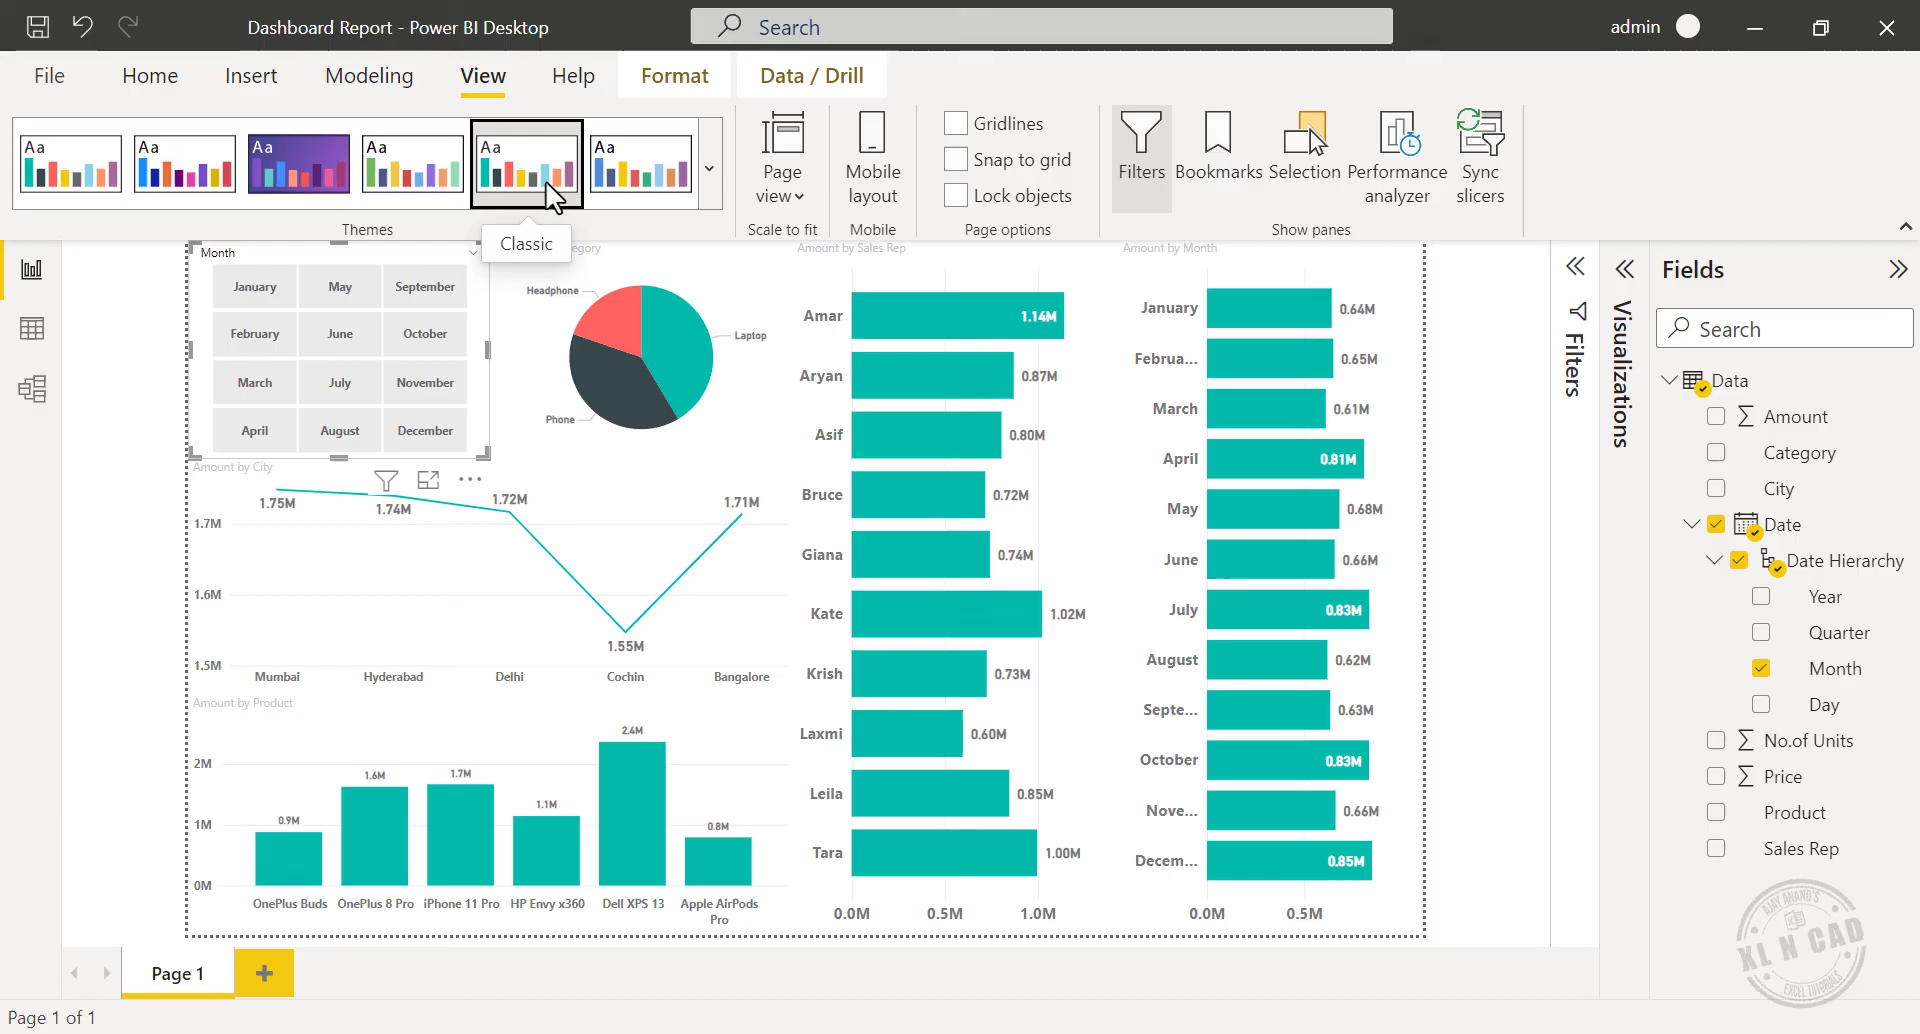 Dashboard Report - Power BI Desktop
Search
admin
File
Home
Insert
Modeling
View
Help
Format
Data / Drill
Aa
Aa
Aa
Aa
Aa
Aa
Themes
Classic
Page
view
Scale to fit
Mobile
layout
Mobile
Gridlines
Snap to grid
Lock objects
Page options
Filters
Bookmarks
Selection
Performance
analyzer
Sync
slicers
Show panes
Month
January
May
September
February
June
October
March
July
November
April
August
December
egory
Headphone
Laptop
Phone
Amount by City
1.7M
1.6M
1.5M
1.75M
1.74M
1.72M
1.55M
1.71M
Mumbai
Hyderabad
Delhi
Cochin
Bangalore
Amount by Product
2M
1M
0M
0.9M
1.6M
1.7M
1.1M
2.4M
0.8M
OnePlus Buds
OnePlus 8 Pro
iPhone 11 Pro
HP Envy x360
Dell XPS 13
Apple AirPods
Pro
Amount by Sales Rep
Amar 1.14M
Aryan 0.87M
Asif 0.80M
Bruce 0.72M
Giana 0.74M
Kate 1.02M
Krish 0.73M
Laxmi 0.60M
Leila 0.85M
Tara 1.00M
0.0M 0.5M 1.0M
Amount by Month
January 0.64M
Februa... 0.65M
March 0.61M
April 0.81M
May 0.68M
June 0.66M
July 0.83M
August 0.62M
Septe... 0.63M
October 0.83M
Nove... 0.66M
Decem... 0.85M
0.0M 0.5M
Filters
Visualizations
Fields
Search
Data
Amount
Category
City
Date
Date Hierarchy
Year
Quarter
Month
Day
No.of Units
Price
Product
Sales Rep
AJAY ANAND'S
XL N CAD
EXCEL TUTORIALS
Page 1
Page 1 of 1